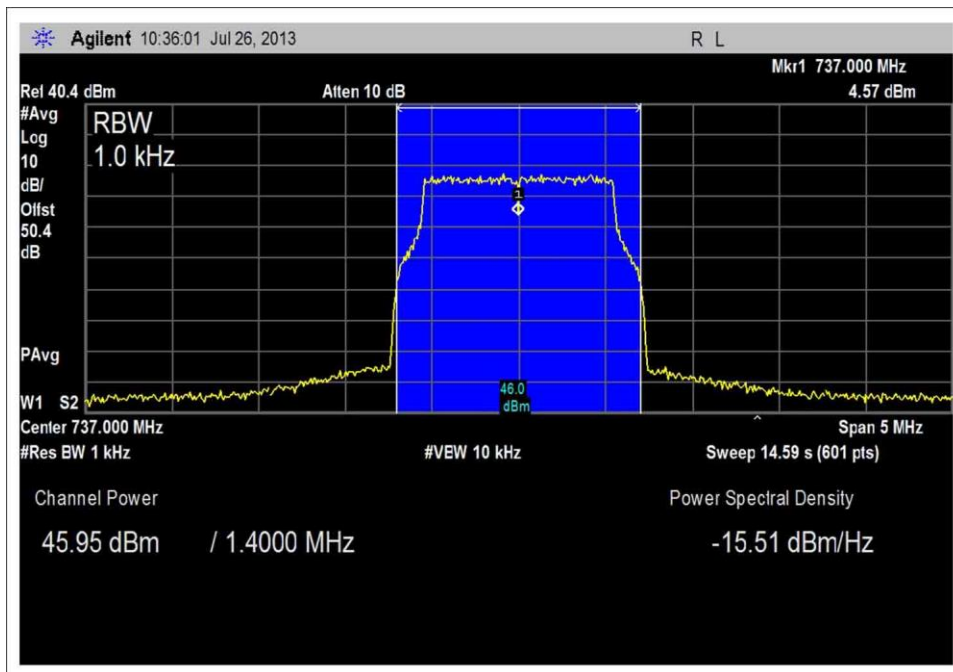 Agilent 10:36:01 Jul 26, 2013 R L
Mkr1 737.000 MHz
Rel 40.4 dBm Atten 10 dB 4.57 dBm
#Avg
Log
10
dB/
Offst
50.4
dB
RBW
1.0 kHz
1
PAvg
46.0
dBm
W1 S2
Center 737.000 MHz Span 5 MHz
#Res BW 1 kHz #VBW 10 kHz Sweep 14.59 s (601 pts)
Channel Power Power Spectral Density
45.95 dBm / 1.4000 MHz -15.51 dBm/Hz